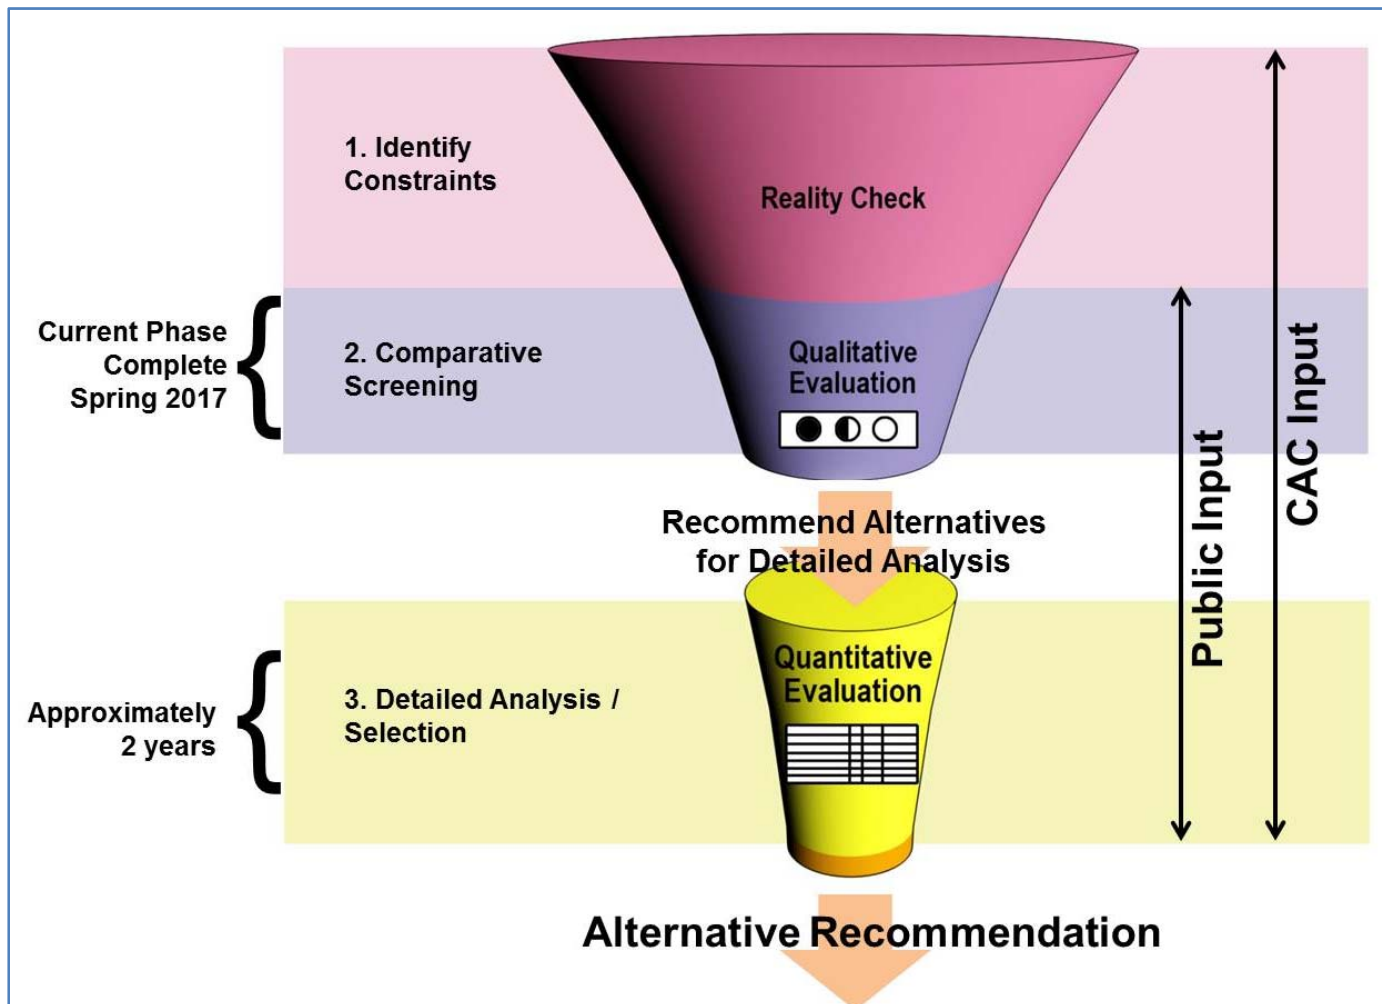 1. Identify
Constraints
Reality Check
Current Phase
Complete
Spring 2017
2. Comparative
Screening
Qualitative
Evaluation
Recommend Alternatives
for Detailed Analysis
Public Input
CAC Input
Approximately
2 years
3. Detailed Analysis /
Selection
Quantitative
Evaluation
Alternative Recommendation